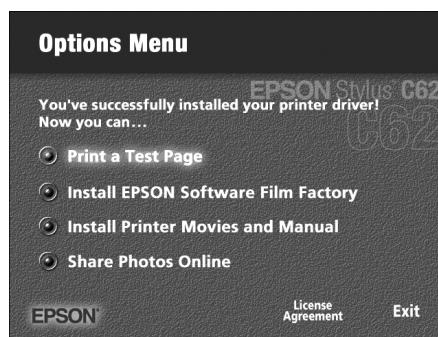 Options Menu
EPSON Stylus C62
C62
You've successfully installed your printer driver!
Now you can...
Print a Test Page
Install EPSON Software Film Factory
Install Printer Movies and Manual
Share Photos Online
EPSON
License
Agreement
Exit